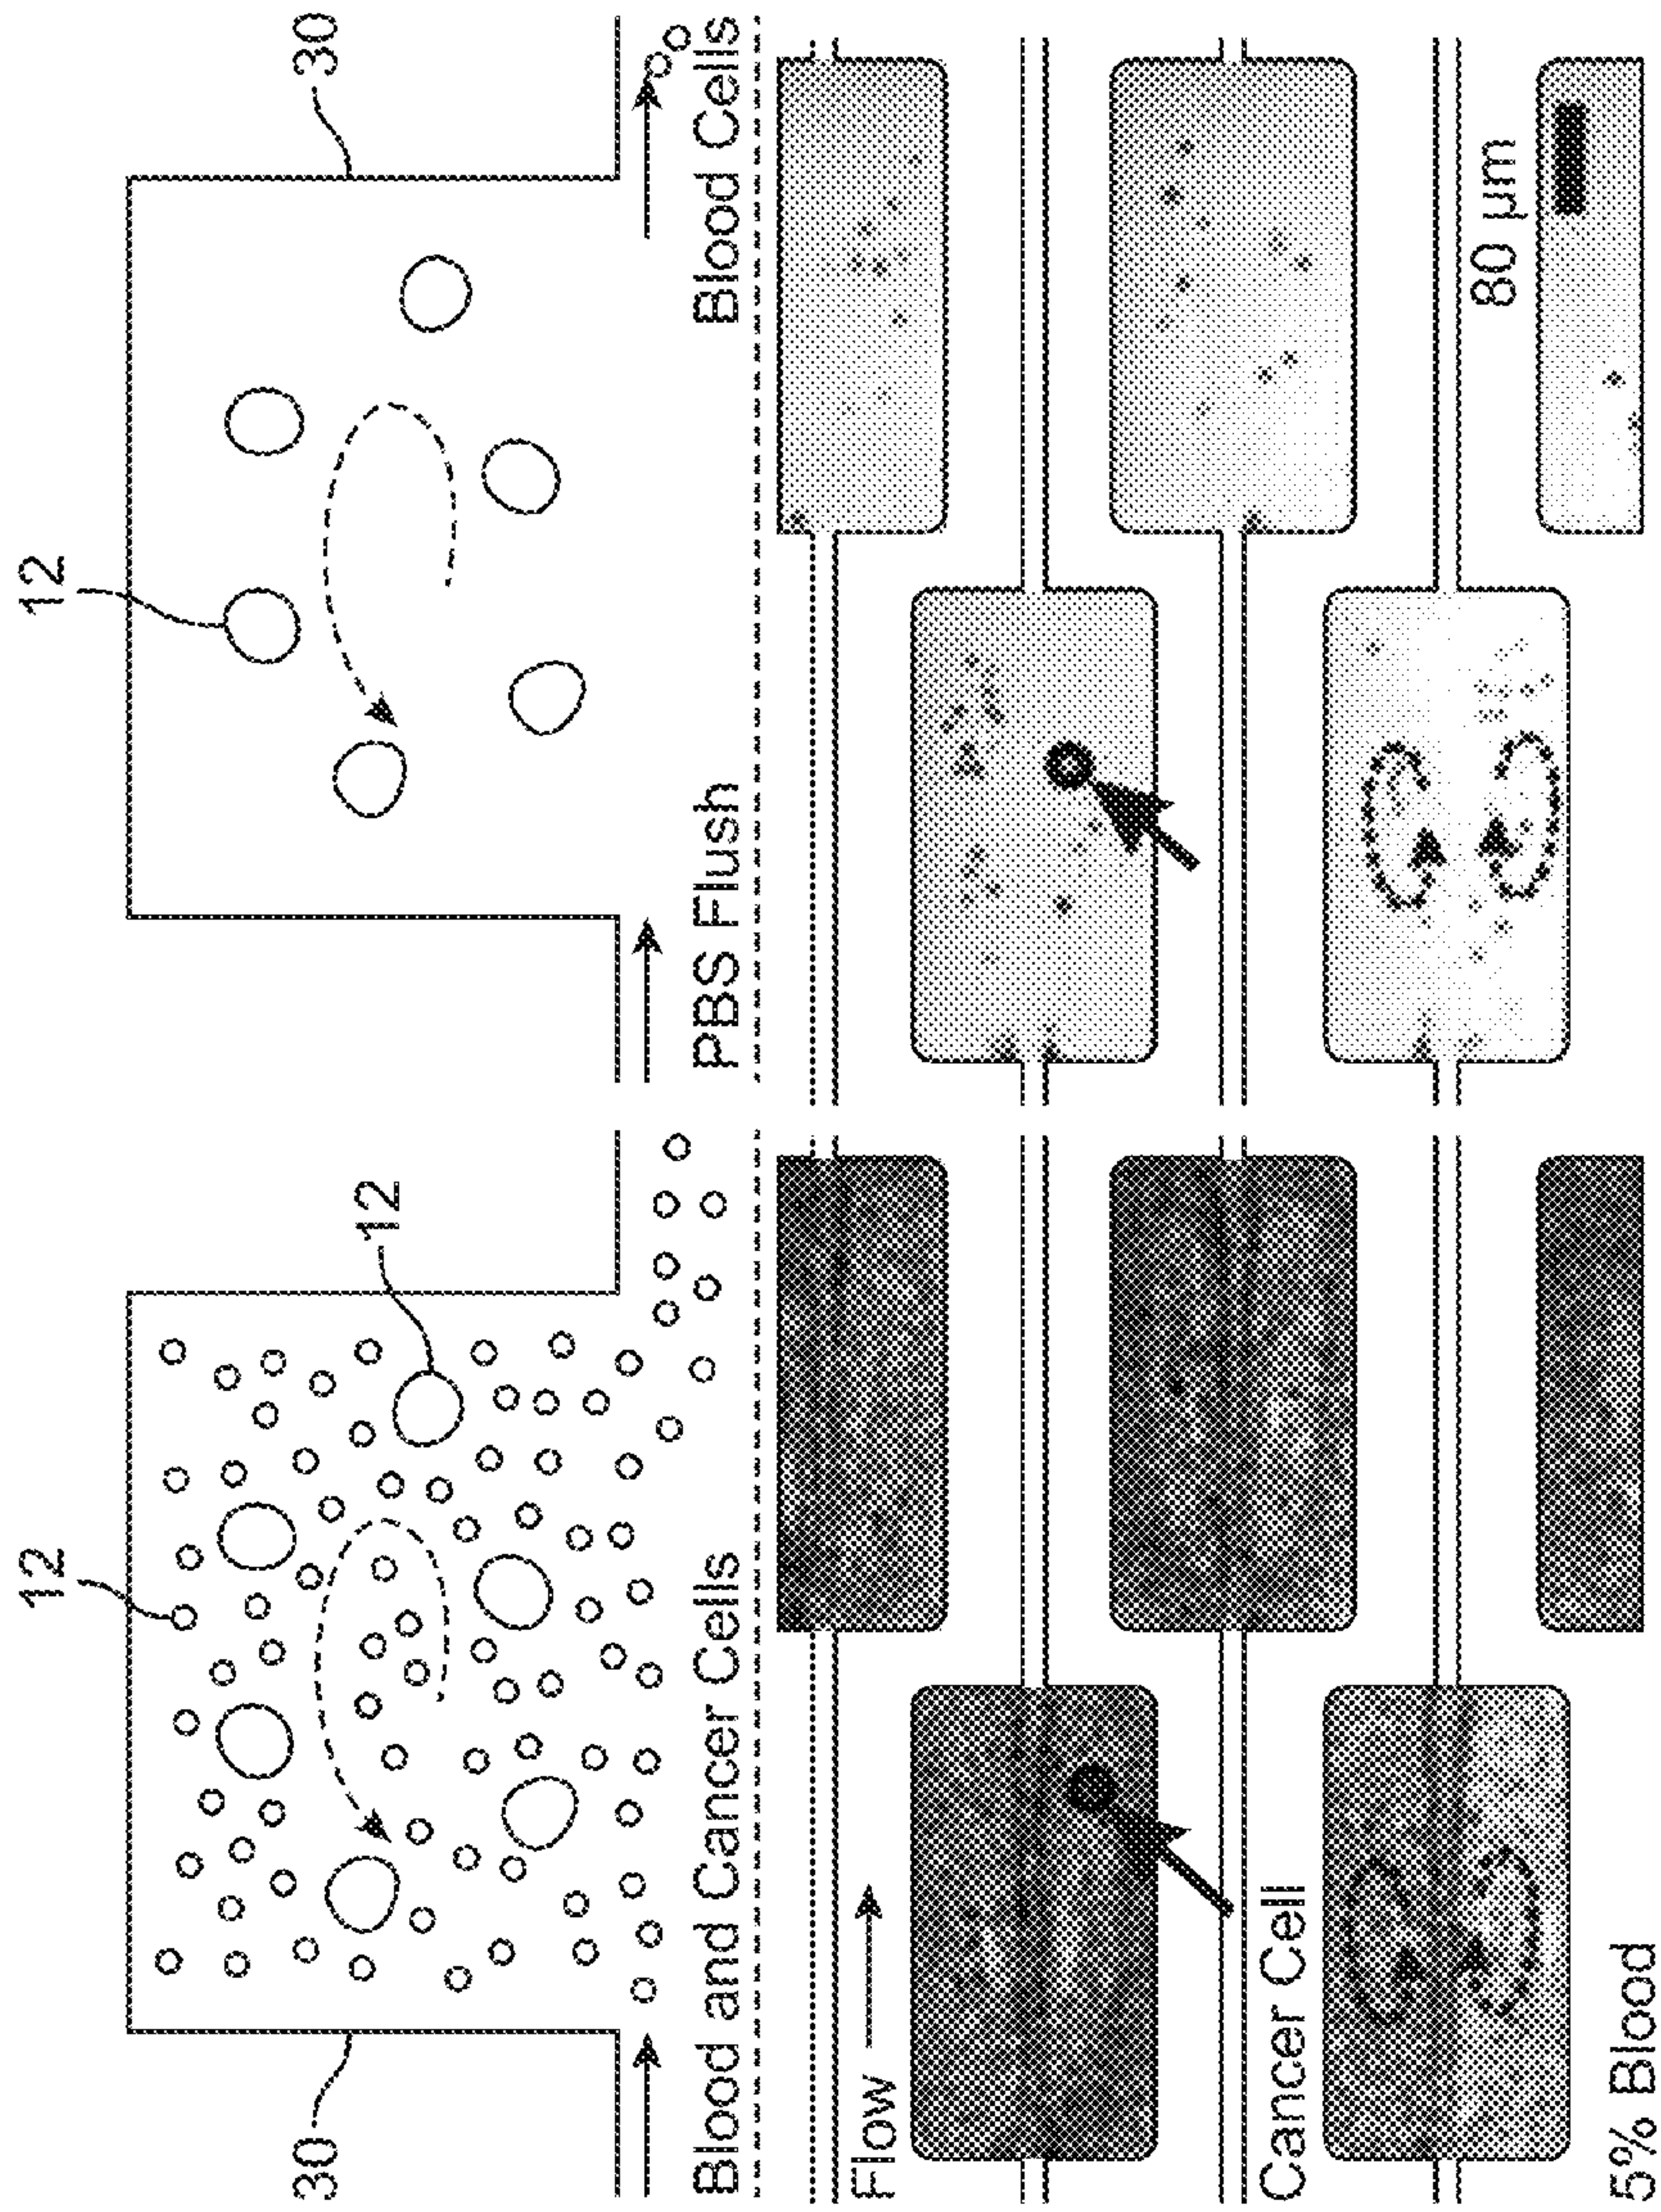 12
12
30
30
12
Blood and Cancer Cells
PBS Flush
Blood Cells
Flow
Cancer Cell
80 µm
5% Blood